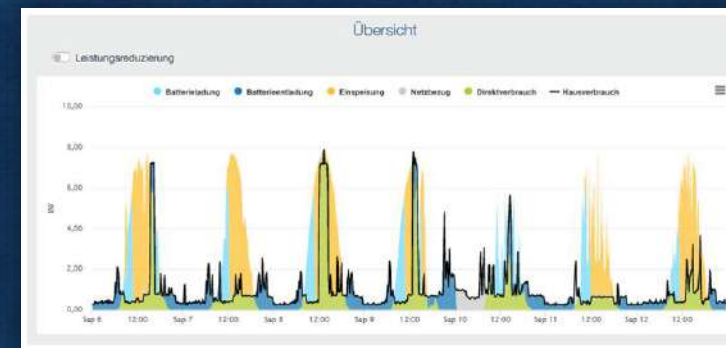 Übersicht
Leistungsreduzierung
Batterieladung Batterieentladung Einspeisung Netzbezug Direktverbrauch Hausverbrauch
10,00
8,00
6,00
4,00
2,00
0,00
Sep 6 12:00 Sep 7 12:00 Sep 8 12:00 Sep 9 12:00 Sep 10 12:00 Sep 11 12:00 Sep 12 12:00